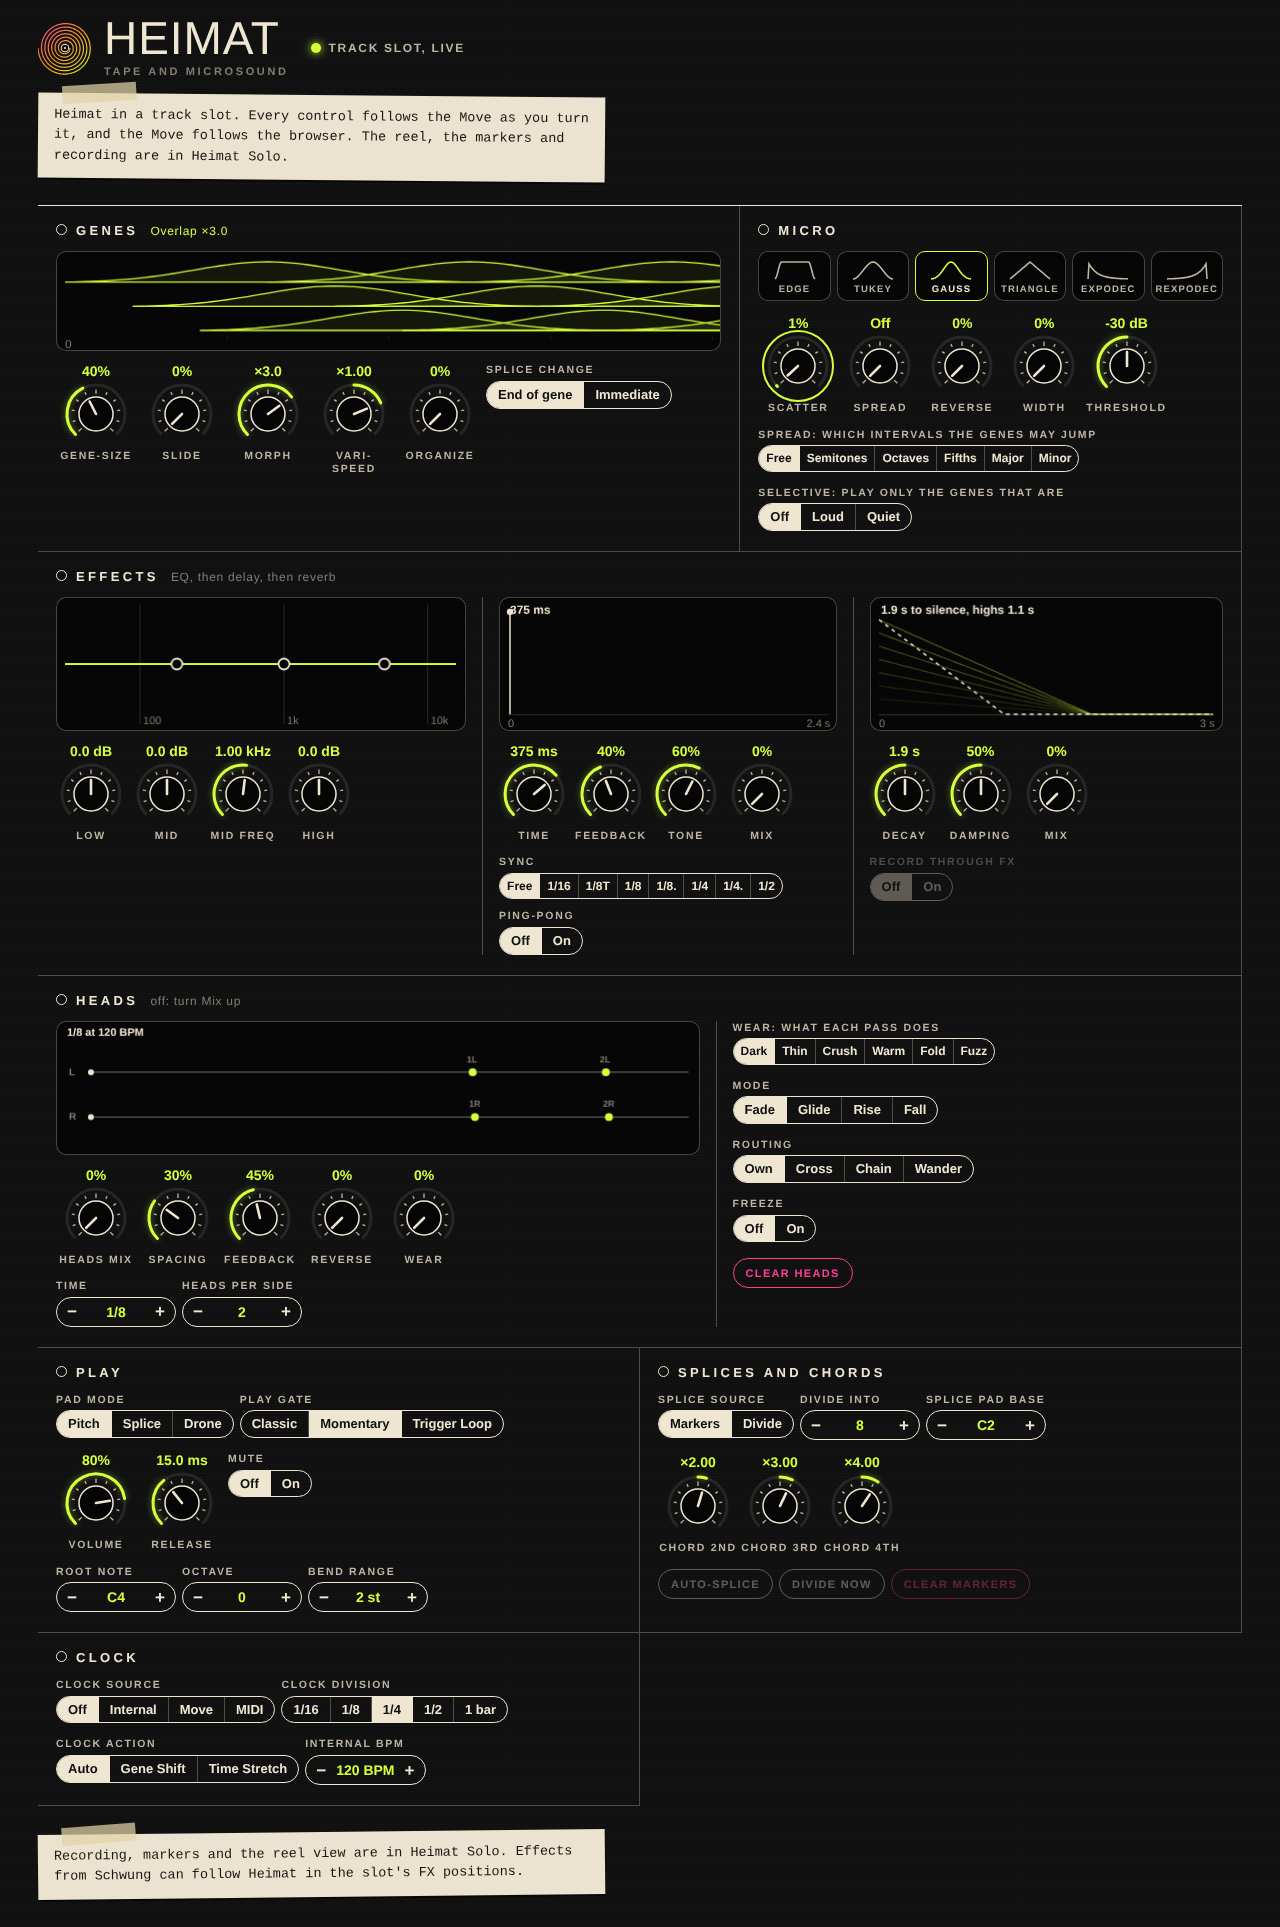 HEIMAT
TAPE AND MICROSOUND
TRACK SLOT, LIVE
Heimat in a track slot. Every control follows the Move as you turn
it, and the Move follows the browser. The reel, the markers and
recording are in Heimat Solo.
GENES Overlap ×3.0
0
40% 0% ×3.0 ×1.00 0%
GENE-SIZE SLIDE MORPH VARI-SPEED ORGANIZE
SPLICE CHANGE
End of gene Immediate
MICRO
EDGE TUKEY GAUSS TRIANGLE EXPODEC REXPODEC
1% Off 0% 0% -30 dB
SCATTER SPREAD REVERSE WIDTH THRESHOLD
SPREAD: WHICH INTERVALS THE GENES MAY JUMP
Free Semitones Octaves Fifths Major Minor
SELECTIVE: PLAY ONLY THE GENES THAT ARE
Off Loud Quiet
EFFECTS EQ, then delay, then reverb
100 1k 10k
0.0 dB 0.0 dB 1.00 kHz 0.0 dB
LOW MID MID FREQ HIGH
375 ms
0 2.4 s
375 ms 40% 60% 0%
TIME FEEDBACK TONE MIX
SYNC
Free 1/16 1/8T 1/8 1/8. 1/4 1/4. 1/2
PING-PONG
Off On
1.9 s to silence, highs 1.1 s
0 3 s
1.9 s 50% 0%
DECAY DAMPING MIX
RECORD THROUGH FX
Off On
HEADS off: turn Mix up
1/8 at 120 BPM
1L 2L
L
1R 2R
R
0% 30% 45% 0% 0%
HEADS MIX SPACING FEEDBACK REVERSE WEAR
TIME HEADS PER SIDE
− 1/8 + − 2 +
WEAR: WHAT EACH PASS DOES
Dark Thin Crush Warm Fold Fuzz
MODE
Fade Glide Rise Fall
ROUTING
Own Cross Chain Wander
FREEZE
Off On
CLEAR HEADS
PLAY
PAD MODE PLAY GATE
Pitch Splice Drone Classic Momentary Trigger Loop
80% 15.0 ms
VOLUME RELEASE
MUTE
Off On
ROOT NOTE OCTAVE BEND RANGE
− C4 + − 0 + − 2 st +
SPLICES AND CHORDS
SPLICE SOURCE DIVIDE INTO SPLICE PAD BASE
Markers Divide − 8 + − C2 +
×2.00 ×3.00 ×4.00
CHORD 2ND CHORD 3RD CHORD 4TH
AUTO-SPLICE DIVIDE NOW CLEAR MARKERS
CLOCK
CLOCK SOURCE CLOCK DIVISION
Off Internal Move MIDI 1/16 1/8 1/4 1/2 1 bar
CLOCK ACTION INTERNAL BPM
Auto Gene Shift Time Stretch − 120 BPM +
Recording, markers and the reel view are in Heimat Solo. Effects
from Schwung can follow Heimat in the slot's FX positions.